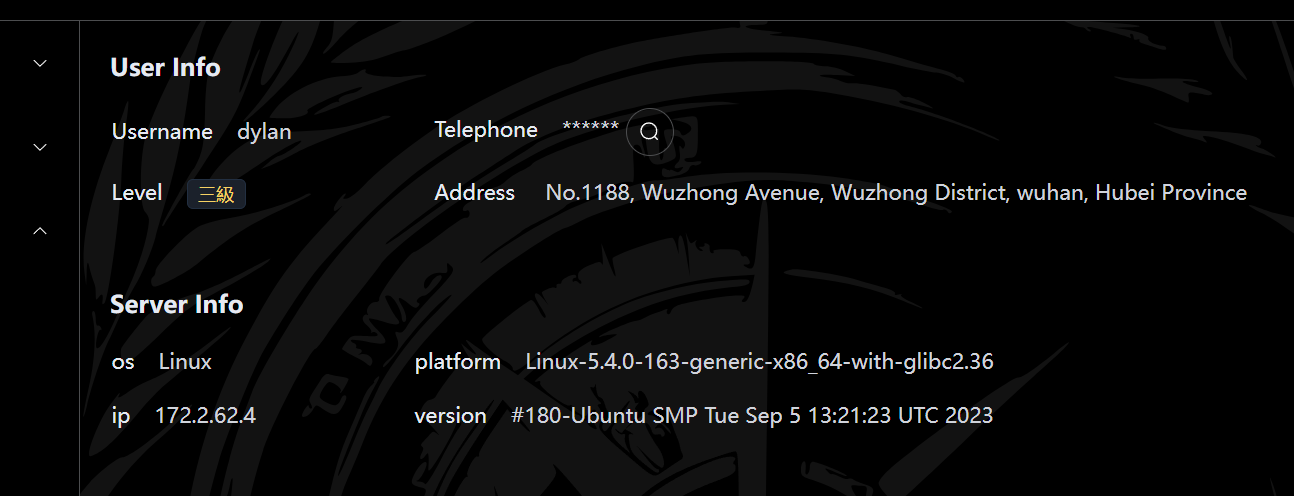 User Info
Username dylan
Telephone ****** 
Level 三級
Address No.1188, Wuzhong Avenue, Wuzhong District, wuhan, Hubei Province
Server Info
os Linux
platform Linux-5.4.0-163-generic-x86_64-with-glibc2.36
ip 172.2.62.4
version #180-Ubuntu SMP Tue Sep 5 13:21:23 UTC 2023